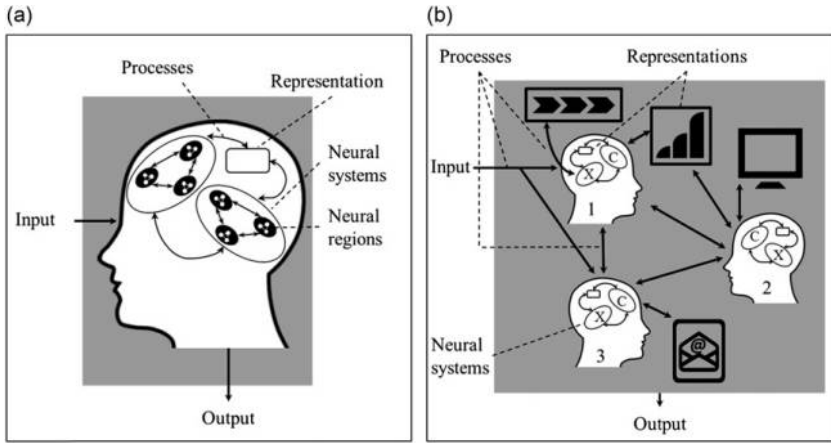 (a)
Processes
Representation
Neural
systems
Neural
regions
Input
Output
(b)
Processes
Representations
Input
C
X
1
C
X
2
C
X
3
@
Neural
systems
Output